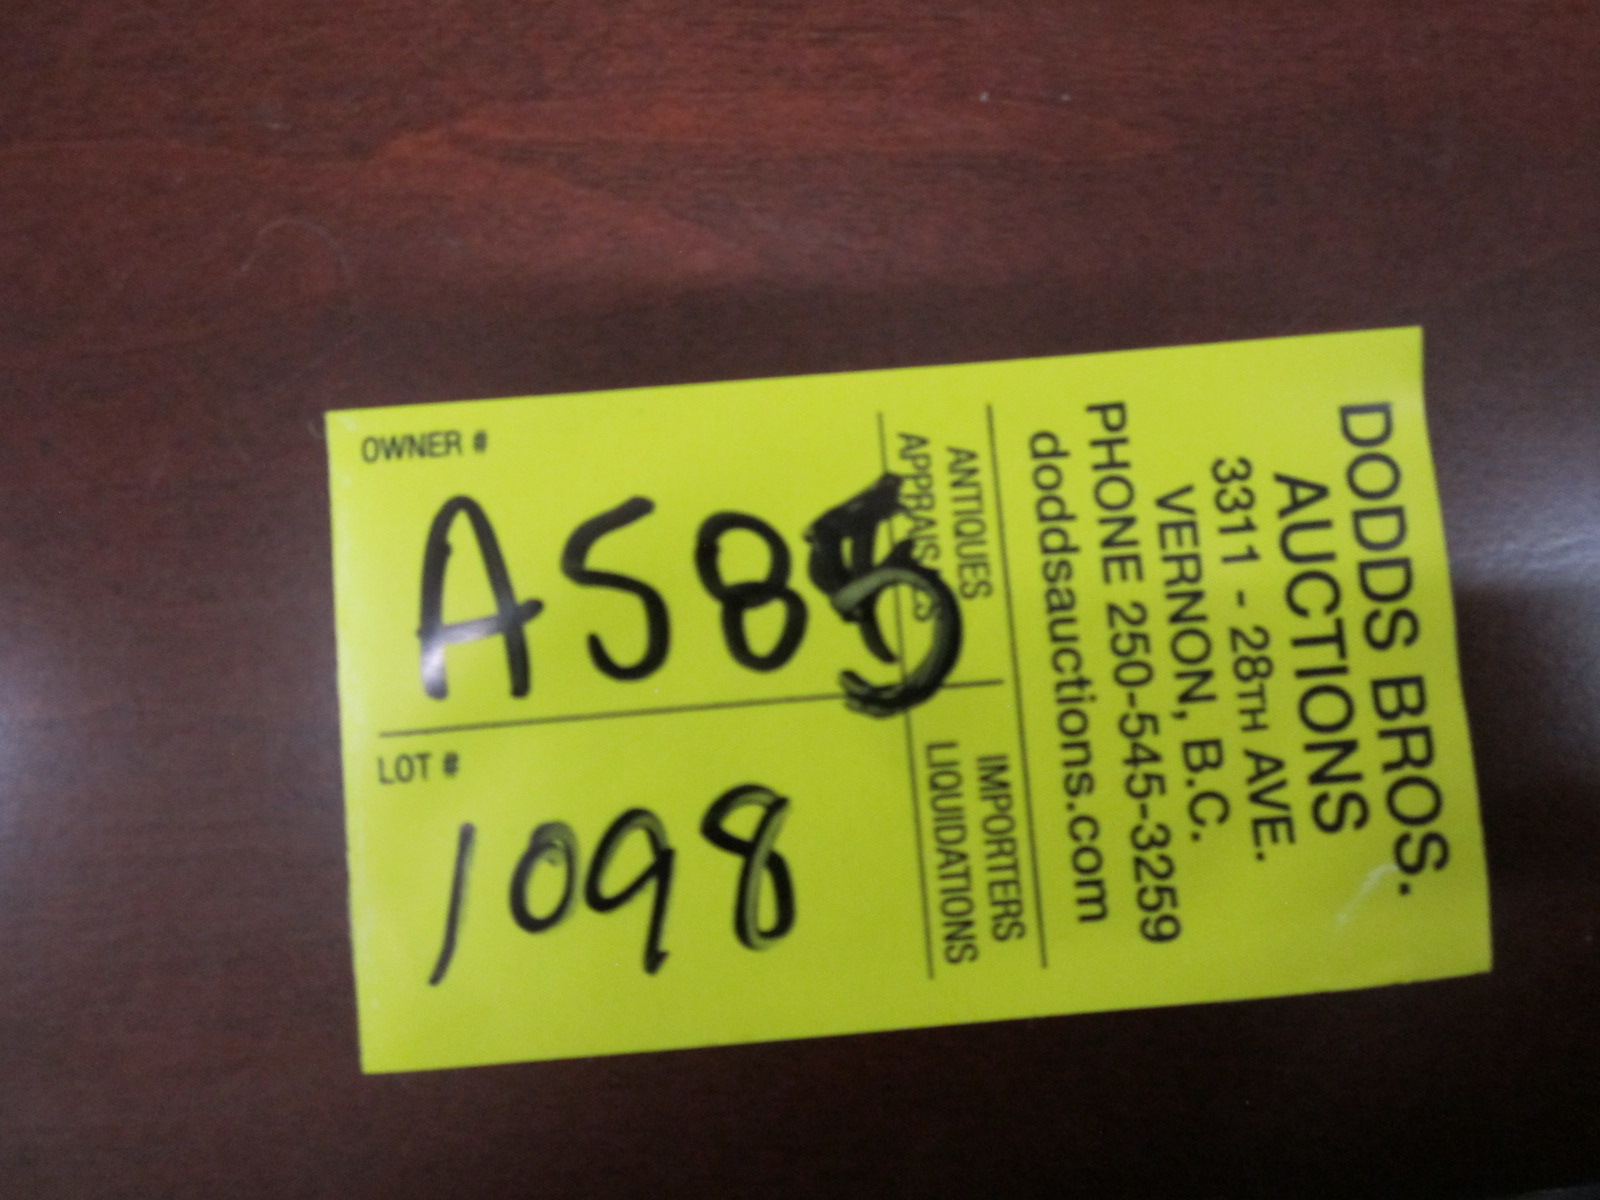 OWNER #
A585
LOT #
1098
DODDS BROS.
AUCTIONS
3311 - 28TH AVE.
VERNON, B.C.
PHONE 250-545-3259
doddsauctions.com
ANTIQUES IMPORTERS
LIQUIDATIONS